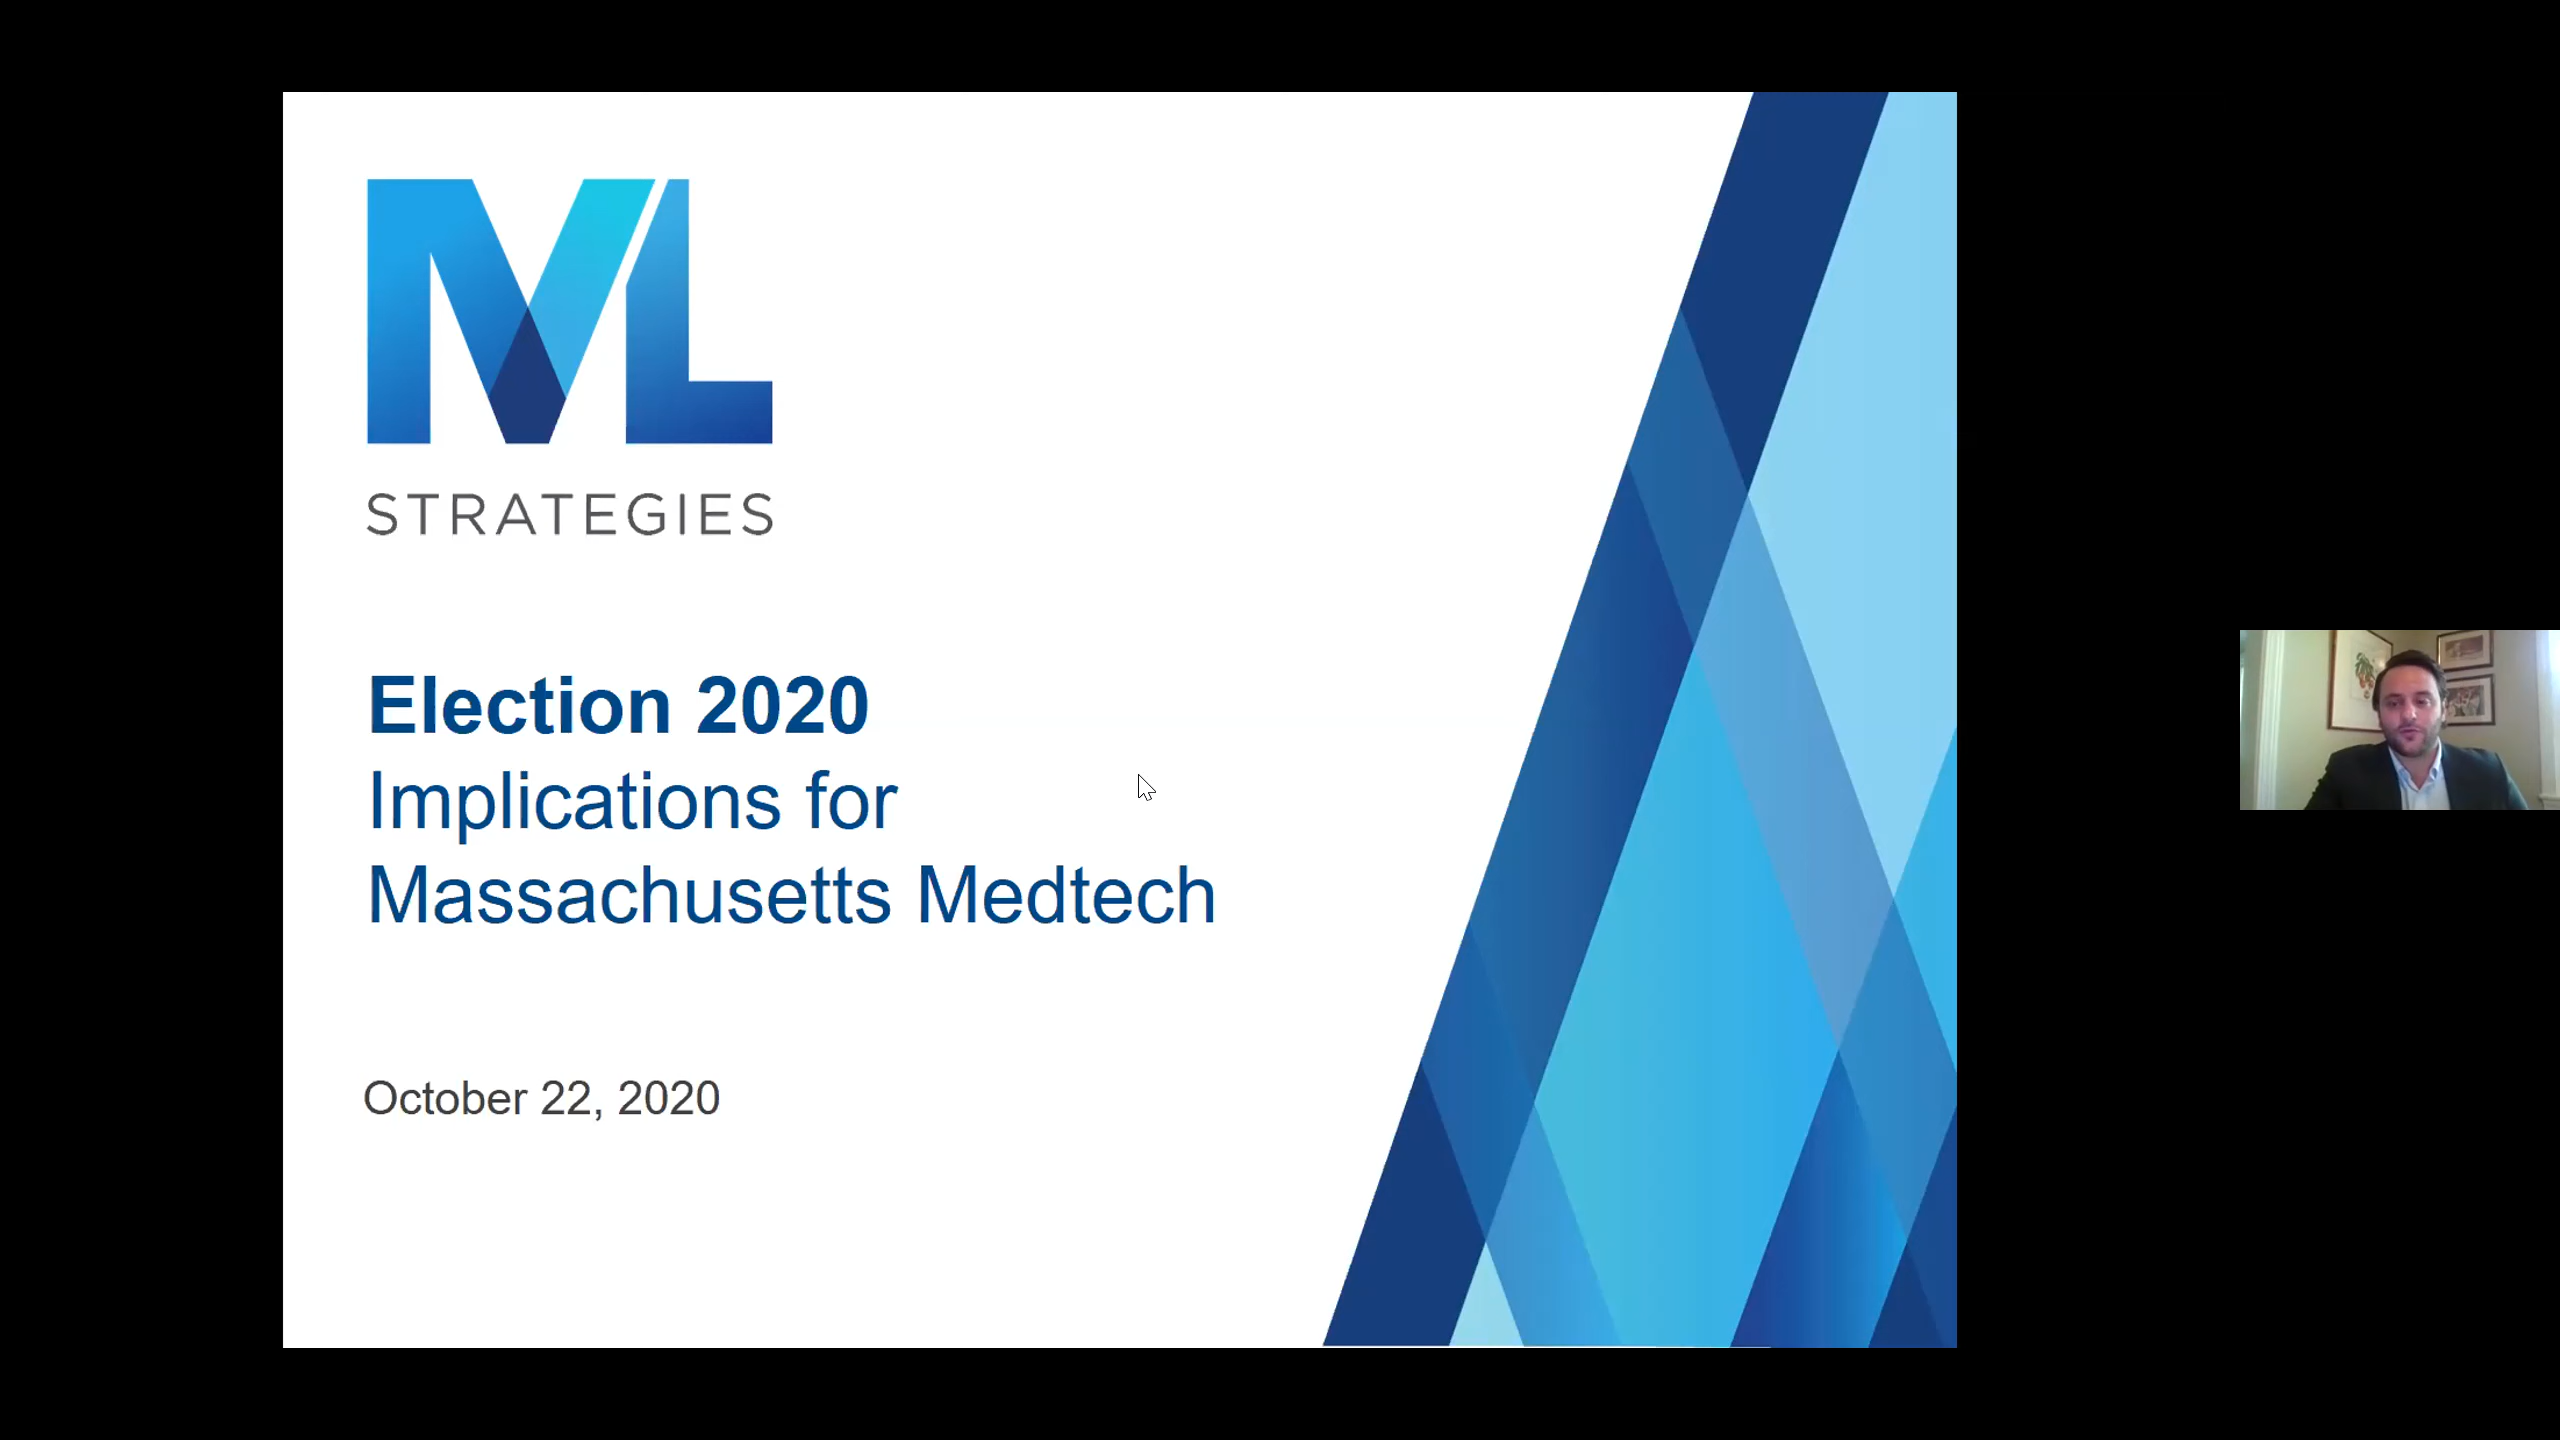 ML
STRATEGIES
Election 2020
Implications for
Massachusetts Medtech
October 22, 2020